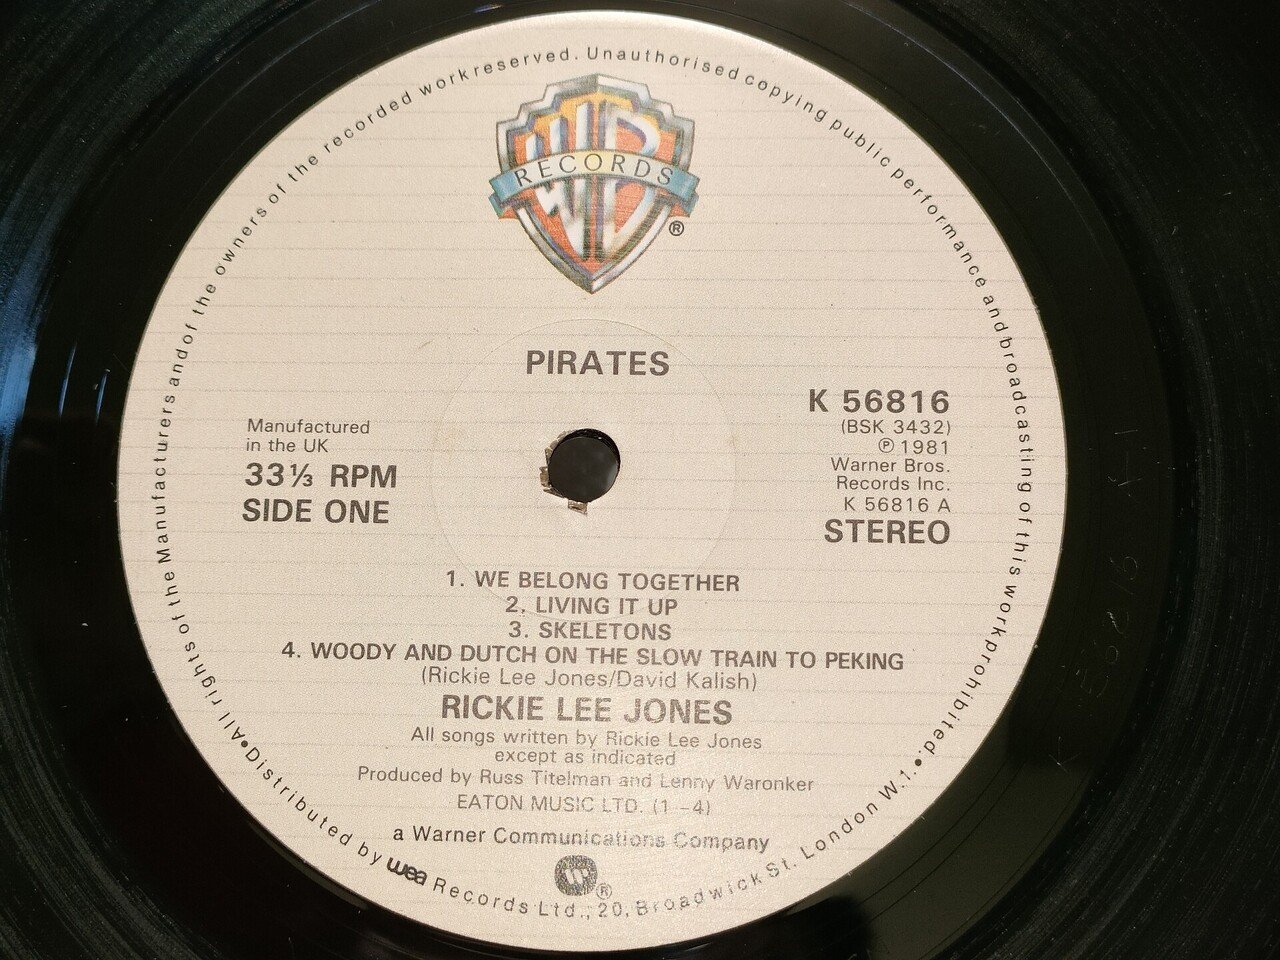 All rights of the Manufacturers and of the owners of the recorded work reserved. Unauthorised copying public performance and broadcasting of this work prohibited.
WB
RECORDS
®
PIRATES
Manufactured
in the UK
33⅓ RPM
SIDE ONE
K 56816
(BSK 3432)
℗ 1981
Warner Bros.
Records Inc.
K 56816 A
STEREO
1. WE BELONG TOGETHER
2. LIVING IT UP
3. SKELETONS
4. WOODY AND DUTCH ON THE SLOW TRAIN TO PEKING
(Rickie Lee Jones/David Kalish)
RICKIE LEE JONES
All songs written by Rickie Lee Jones
except as indicated
Produced by Russ Titelman and Lenny Waronker
EATON MUSIC LTD. (1–4)
a Warner Communications Company
®
•Distributed by wea Records Ltd., 20, Broadwick St. London W.1.•